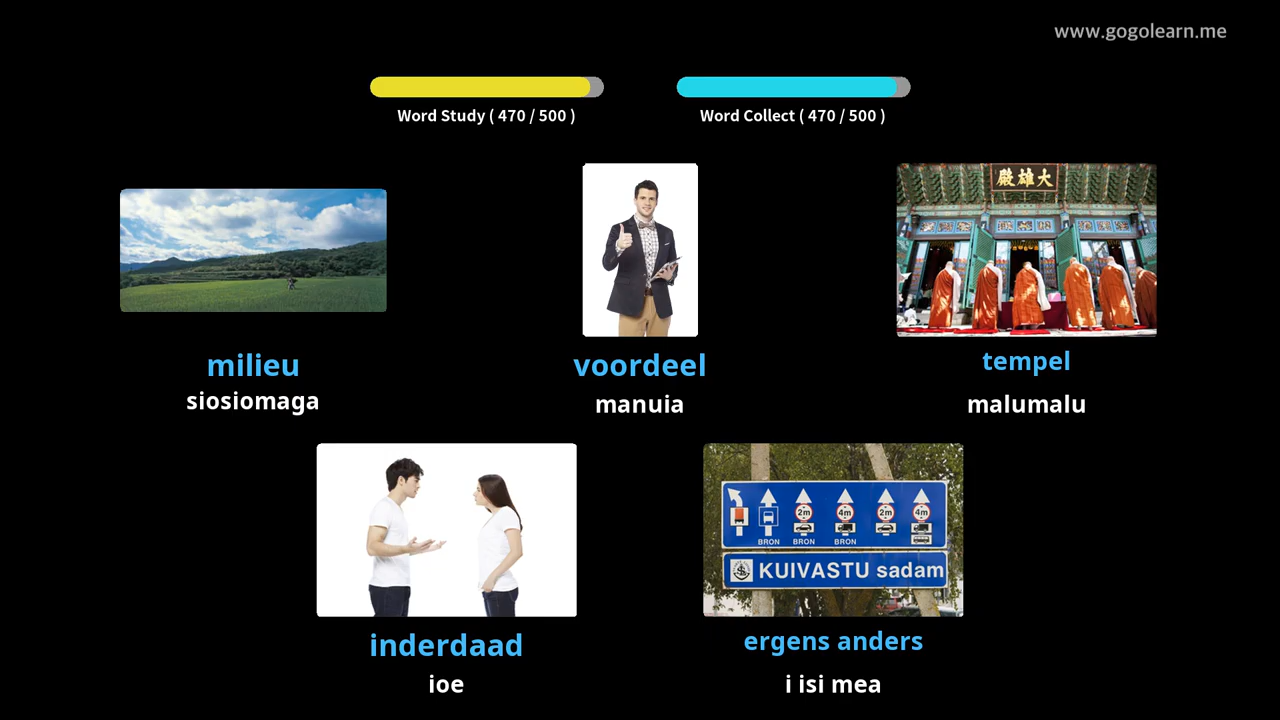 www.gogolearn.me
Word Study ( 470 / 500 )
Word Collect ( 470 / 500 )
大雄殿
milieu
siosiomaga
voordeel
manuia
tempel
malumalu
BRON
BRON
BRON
2m
4m
2m
4m
KUIVASTU sadam
inderdaad
ioe
ergens anders
i isi mea